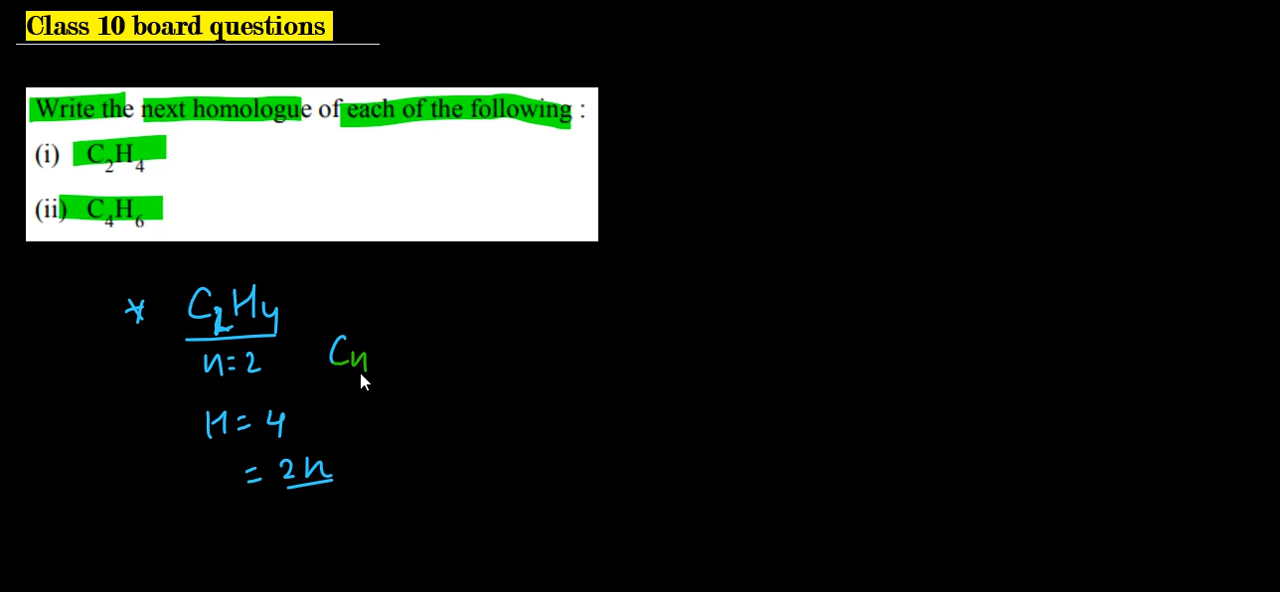 Class 10 board questions
Write the next homologue of each of the following :
(i) C2H4
(ii) C4H6
* C2H4
n=2 Cn
H= 4
= 2n